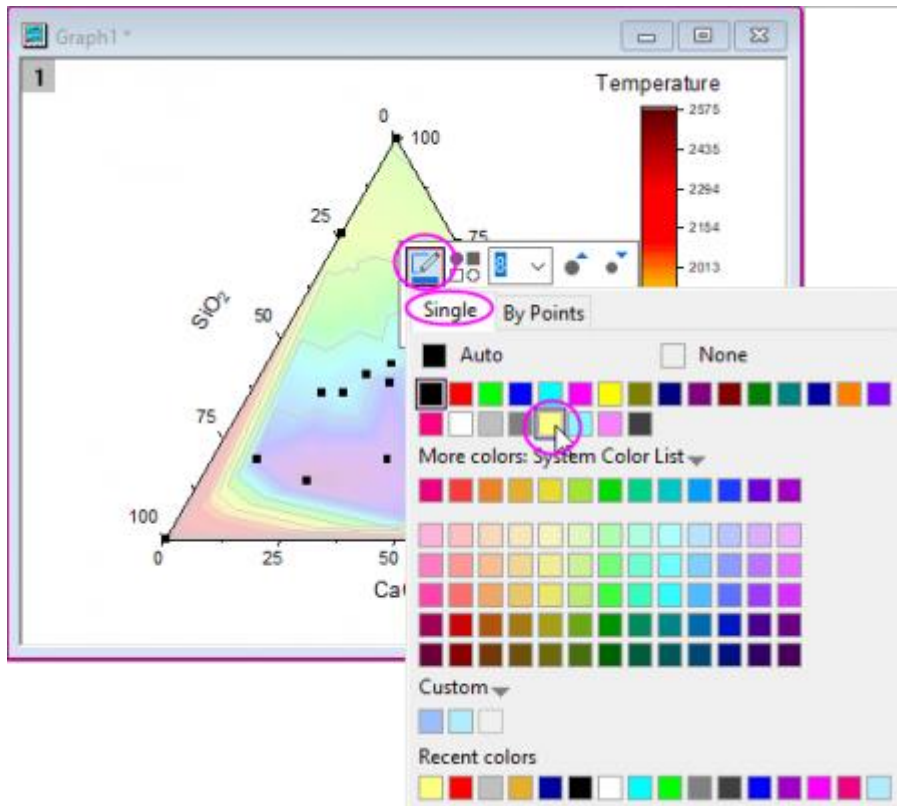 Graph1 *
1
Temperature
2575
2435
2294
2154
2013
0
100
25
75
SiO2
50
75
100
0
25
50
8
Single By Points
Auto None
More colors: System Color List
Custom
Recent colors